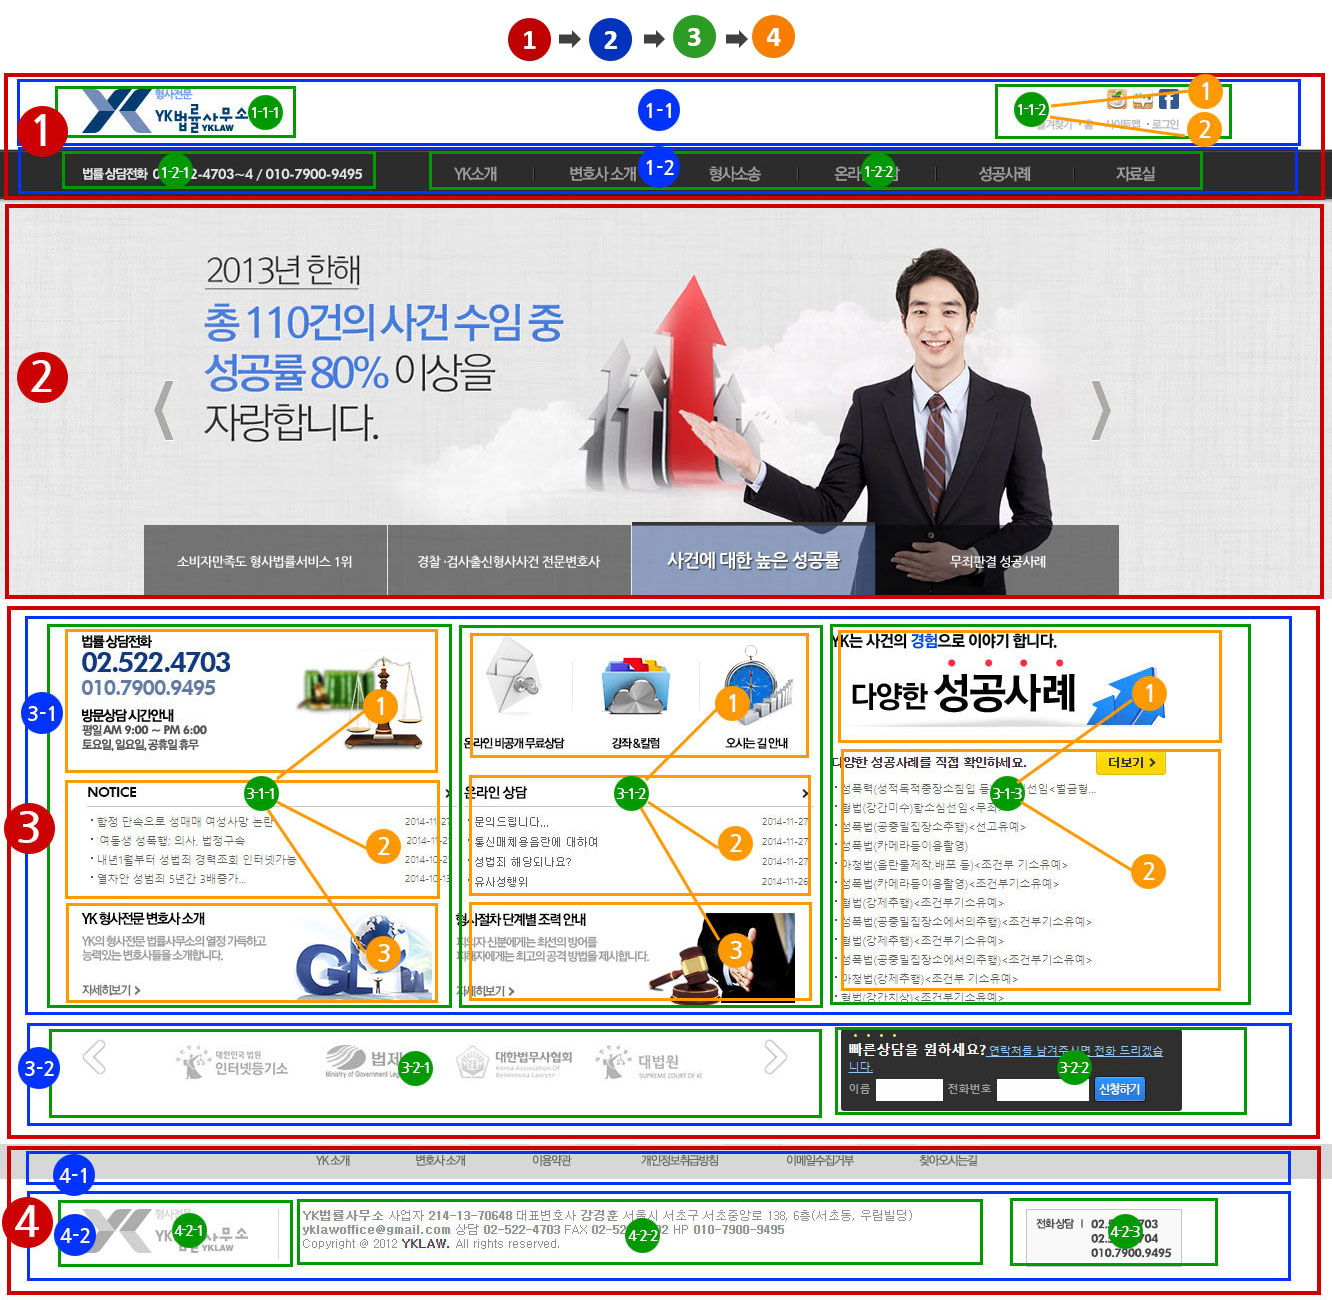 1 2 3 4
1
형사전문
YK법률사무소
YKLAW
1-1-1
1-1
1-1-2
1
2
즐겨찾기 · 홈 · 사이트맵 · 로그인
법률 상담전화 4703~4 / 010-7900-9495
1-2-1
YK소개 변호사 소개 형사소송 성공사례 자료실
1-2
1-2-2
2
2013년 한해
총 110건의 사건 수임 중
성공률 80% 이상을
자랑합니다.
소비자만족도 형사법률서비스 1위
경찰·검사출신형사사건 전문변호사
사건에 대한 높은 성공률
무죄판결 성공사례
3
3-1
법률 상담전화
02.522.4703
010.7900.9495
방문상담 시간안내
평일 AM 9:00 ~ PM 6:00
토요일, 일요일, 공휴일 휴무
1
NOTICE
3-1-1
· 함정 단속으로 성매매 여성사망 논란 2014-11-27
· 여동생 성폭행; 의사, 법정구속
· 내년1월부터 성범죄 경력조회 인터넷가능
· 열차안 성범죄 5년간 3배증가...
2
YK 형사전문 변호사 소개
YK의 형사전문 법률사무소의 열정 가득하고
능력있는 변호사들을 소개합니다.
자세히보기
3
온라인 비공개 무료상담
강좌&칼럼
오시는 길 안내
1
온라인 상담
3-1-2
· 문의드립니다... 2014-11-27
· 통신매체용음란에 대하여 2014-11-27
· 성범죄 해당되나요? 2014-11-27
· 유사성행위 2014-11-26
2
형사절차 단계별 조력 안내
피의자 신분에게는 최선의 방어를
피해자에게는 최고의 공격 방법을 제시합니다.
자세히보기
3
YK는 사건의 경험으로 이야기 합니다.
다양한 성공사례
1
다양한 성공사례를 직접 확인하세요.
더보기
3-1-3
· 성폭력(성적목적중장소침입 선임<벌금형...
· 형법(강간미수)항소심선임<무죄>
· 성폭법(공중밀집장소추행)<선고유예>
· 성폭법(카메라등이용촬영)
· 아청법(음란물제작,배포 등)<조건부 기소유예>
· 성폭법(카메라등이용촬영)<조건부기소유예>
· 형법(강제추행)<조건부기소유예>
· 성폭법(공중밀집장소에서의추행)<조건부기소유예>
· 형법(강제추행)<조건부기소유예>
· 성폭법(공중밀집장소에서의추행)<조건부기소유예>
· 아청법(강제추행)<조건부 기소유예>
· 형법(강간치상)<조건부기소유예>
2
3-2
대한민국 법원
인터넷등기소
법제
Ministry of Government Leg
3-2-1
대한법무사협회
Korea Association Of
Beopmusa Lawyer
대법원
SUPREME COURT OF KO
빠른상담을 원하세요? 연락처를 남겨주시면 전화 드리겠습
니다.
3-2-2
이름 전화번호 신청하기
4
4-1
YK 소개 변호사 소개 이용약관 개인정보취급방침 이메일수집거부 찾아오시는길
4-2
형사전문
YK법률사무소
YKLAW
4-2-1
YK법률사무소 사업자 214-13-70648 대표변호사 강경훈 서울시 서초구 서초중앙로 138, 6층(서초동, 우림빌딩)
yklawoffice@gmail.com 상담 02-522-4703 FAX HP 010-7900-9495
Copyright @ 2012 YKLAW. All rights reserved.
4-2-2
전화상담 |
010.7900.9495
4-2-3